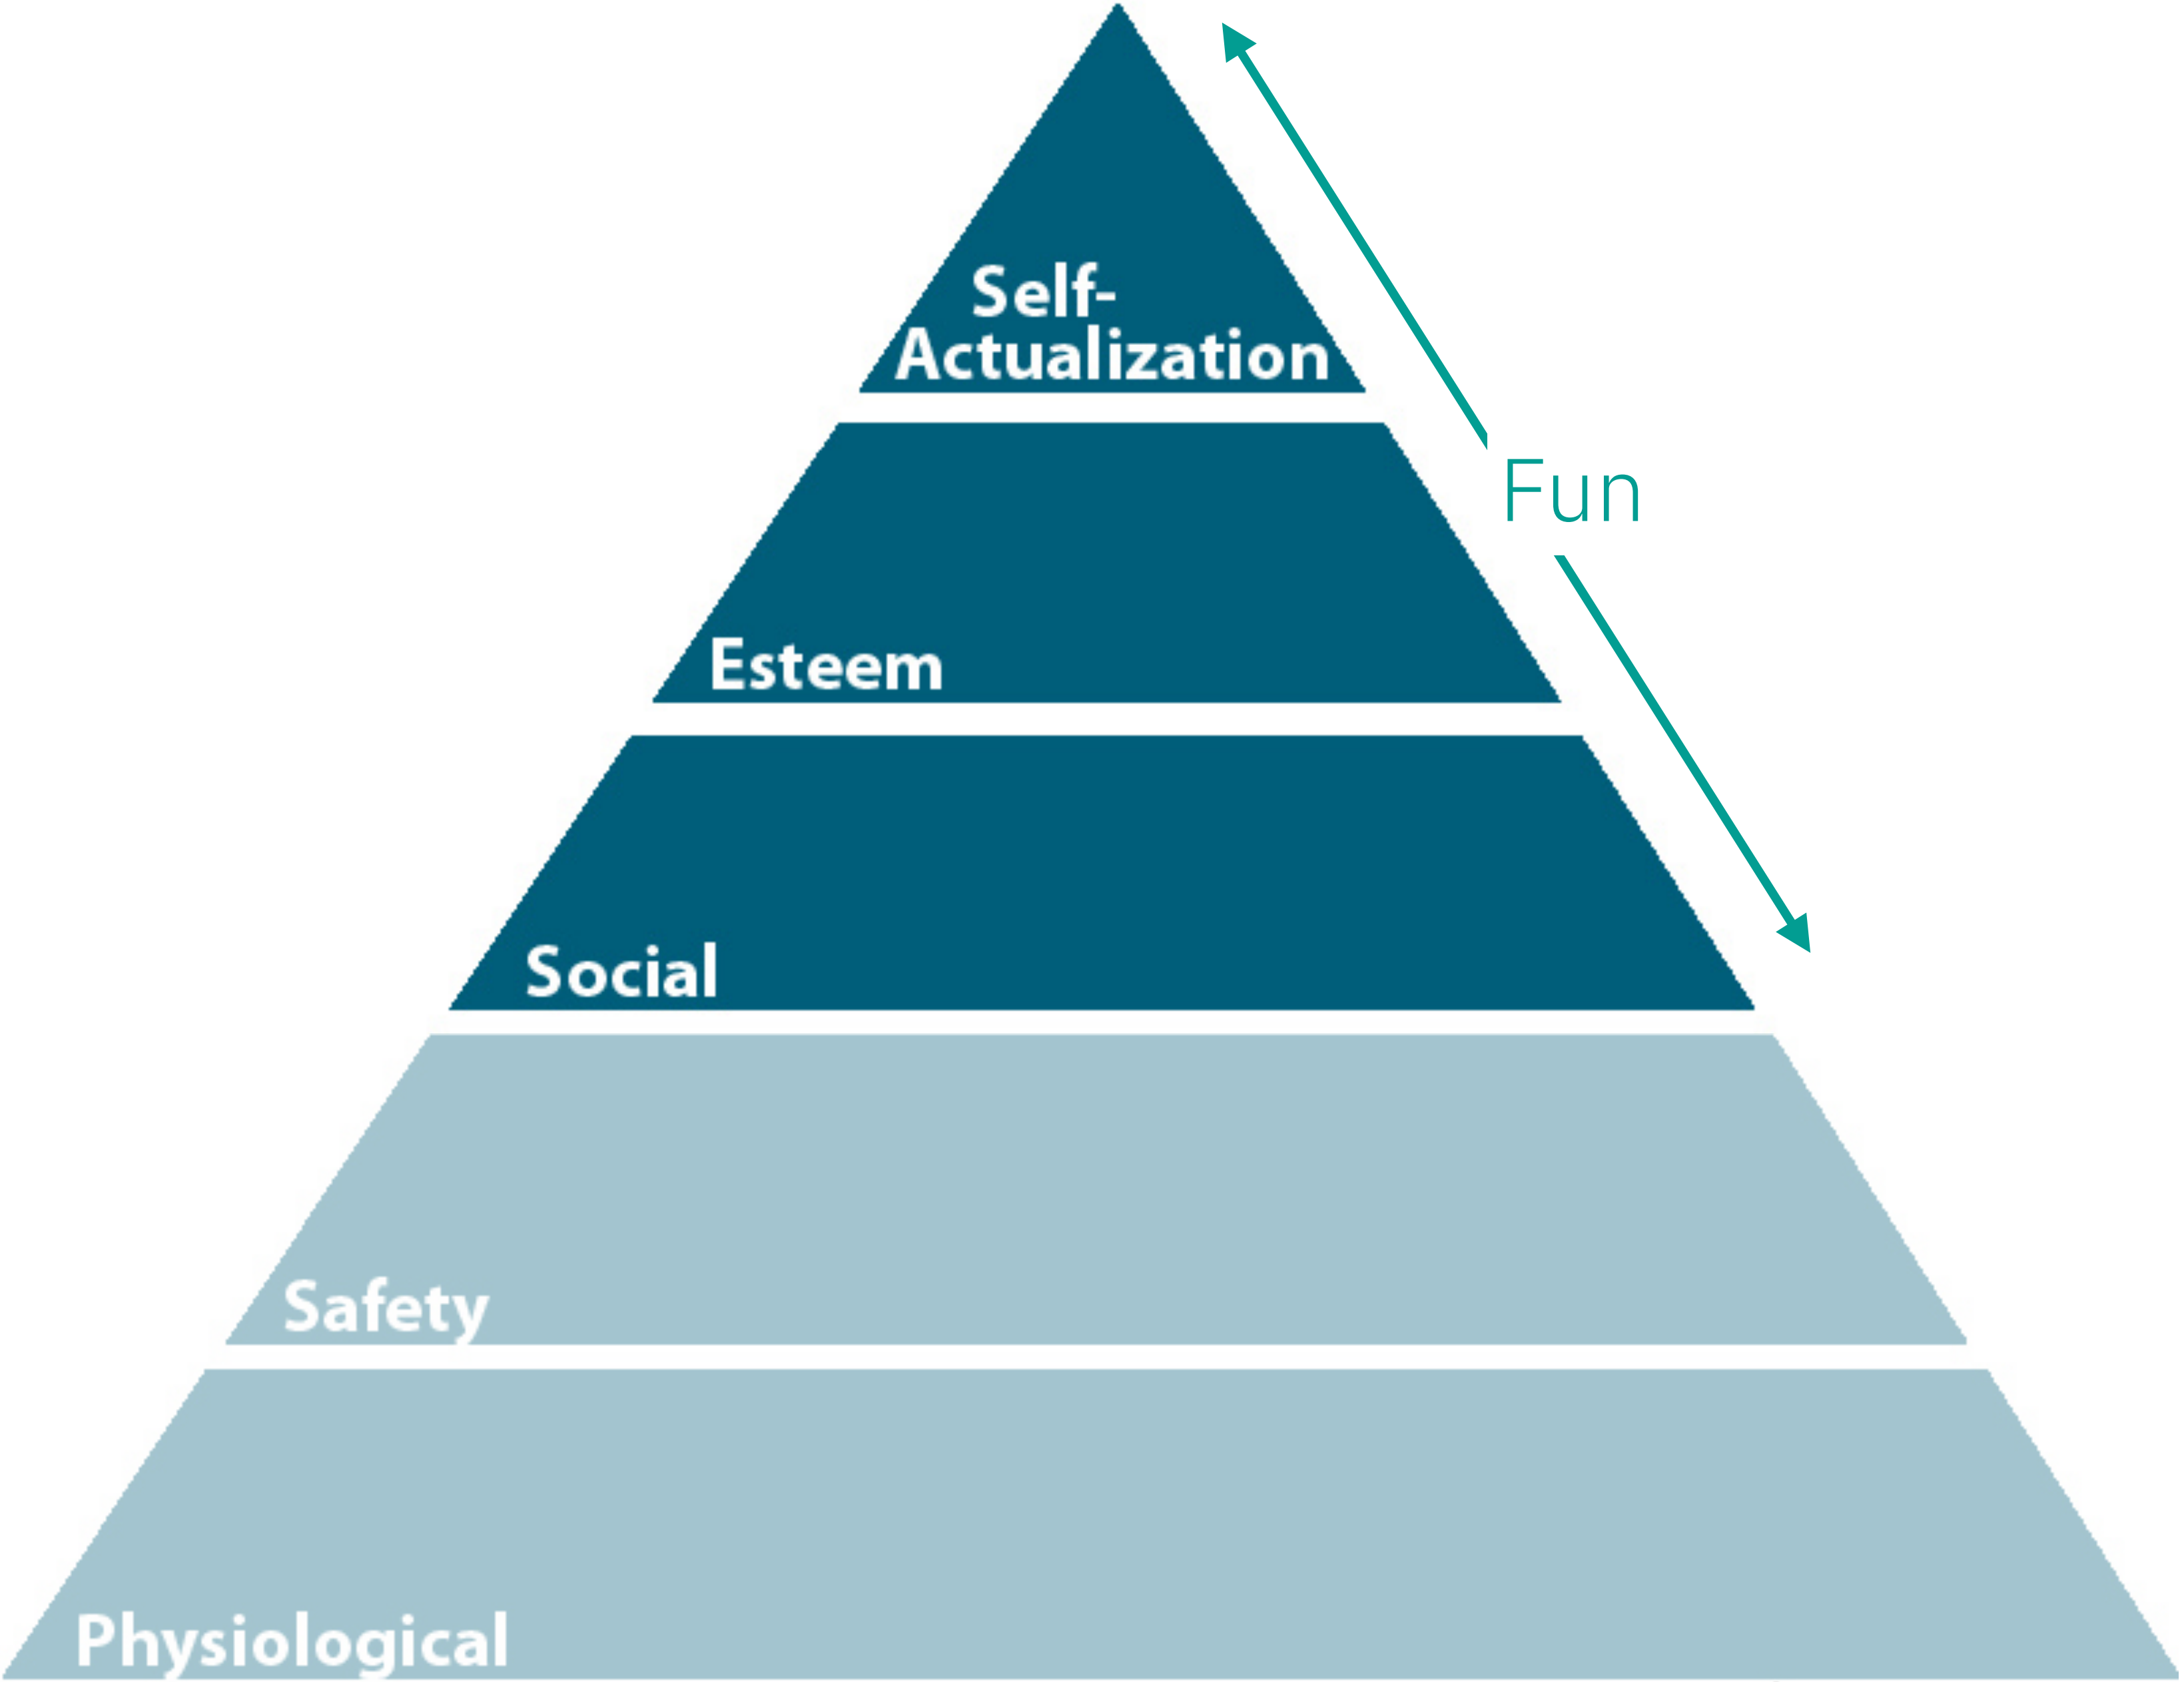 Self-
Actualization
Fun
Esteem
Social
Safety
Physiological